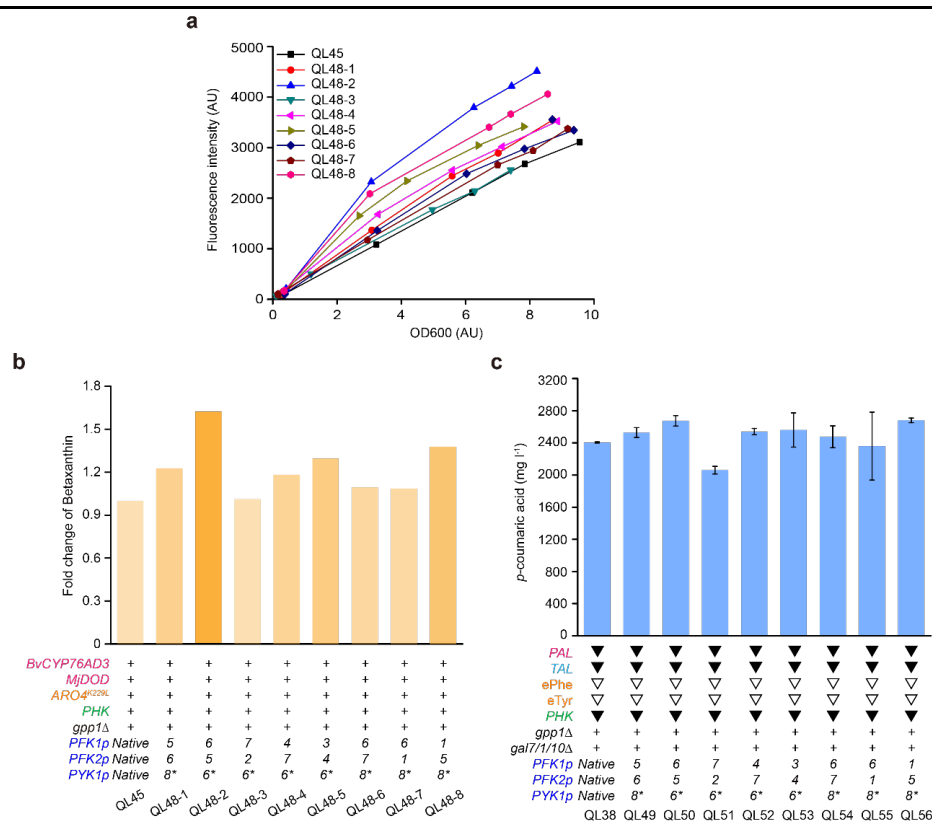 a
5000
4000
3000
2000
1000
0
Fluorescence intensity (AU)
QL45
QL48-1
QL48-2
QL48-3
QL48-4
QL48-5
QL48-6
QL48-7
QL48-8
0 2 4 6 8 10
OD600 (AU)
b
1.8
1.5
1.2
0.9
0.6
0.3
0
Fold change of Betaxanthin
BvCYP76AD3 + + + + + + + + +
MjDOD + + + + + + + + +
ARO4K229L + + + + + + + + +
PHK + + + + + + + + +
gpp1Δ + + + + + + + + +
PFK1p Native 5 6 7 4 3 6 6 1
PFK2p Native 6 5 2 7 4 7 1 5
PYK1p Native 8* 6* 6* 6* 6* 8* 8* 8*
QL45 QL48-1 QL48-2 QL48-3 QL48-4 QL48-5 QL48-6 QL48-7 QL48-8
c
3200
2800
2400
2000
1600
1200
800
400
0
p-coumaric acid (mg l-1)
PAL ▼ ▼ ▼ ▼ ▼ ▼ ▼ ▼ ▼
TAL ▼ ▼ ▼ ▼ ▼ ▼ ▼ ▼ ▼
ePhe ▽ ▽ ▽ ▽ ▽ ▽ ▽ ▽ ▽
eTyr ▽ ▽ ▽ ▽ ▽ ▽ ▽ ▽ ▽
PHK ▼ ▼ ▼ ▼ ▼ ▼ ▼ ▼ ▼
gpp1Δ + + + + + + + + +
gal7/1/10Δ + + + + + + + + +
PFK1p Native 5 6 7 4 3 6 6 1
PFK2p Native 6 5 2 7 4 7 1 5
PYK1p Native 8* 6* 6* 6* 6* 8* 8* 8*
QL38 QL49 QL50 QL51 QL52 QL53 QL54 QL55 QL56